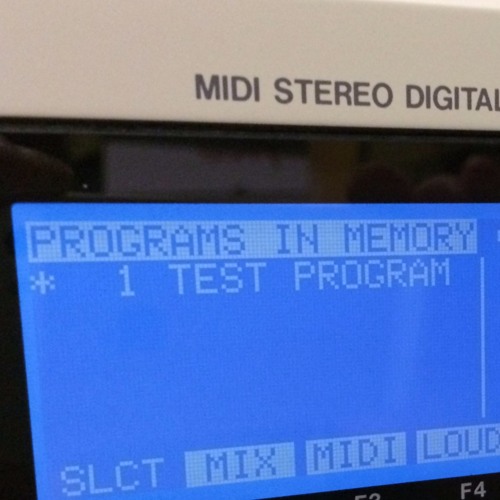 MIDI STEREO DIGITAL
PROGRAMS IN MEMORY
* 1 TEST PROGRAM
SLCT MIX MIDI LOUD
F4